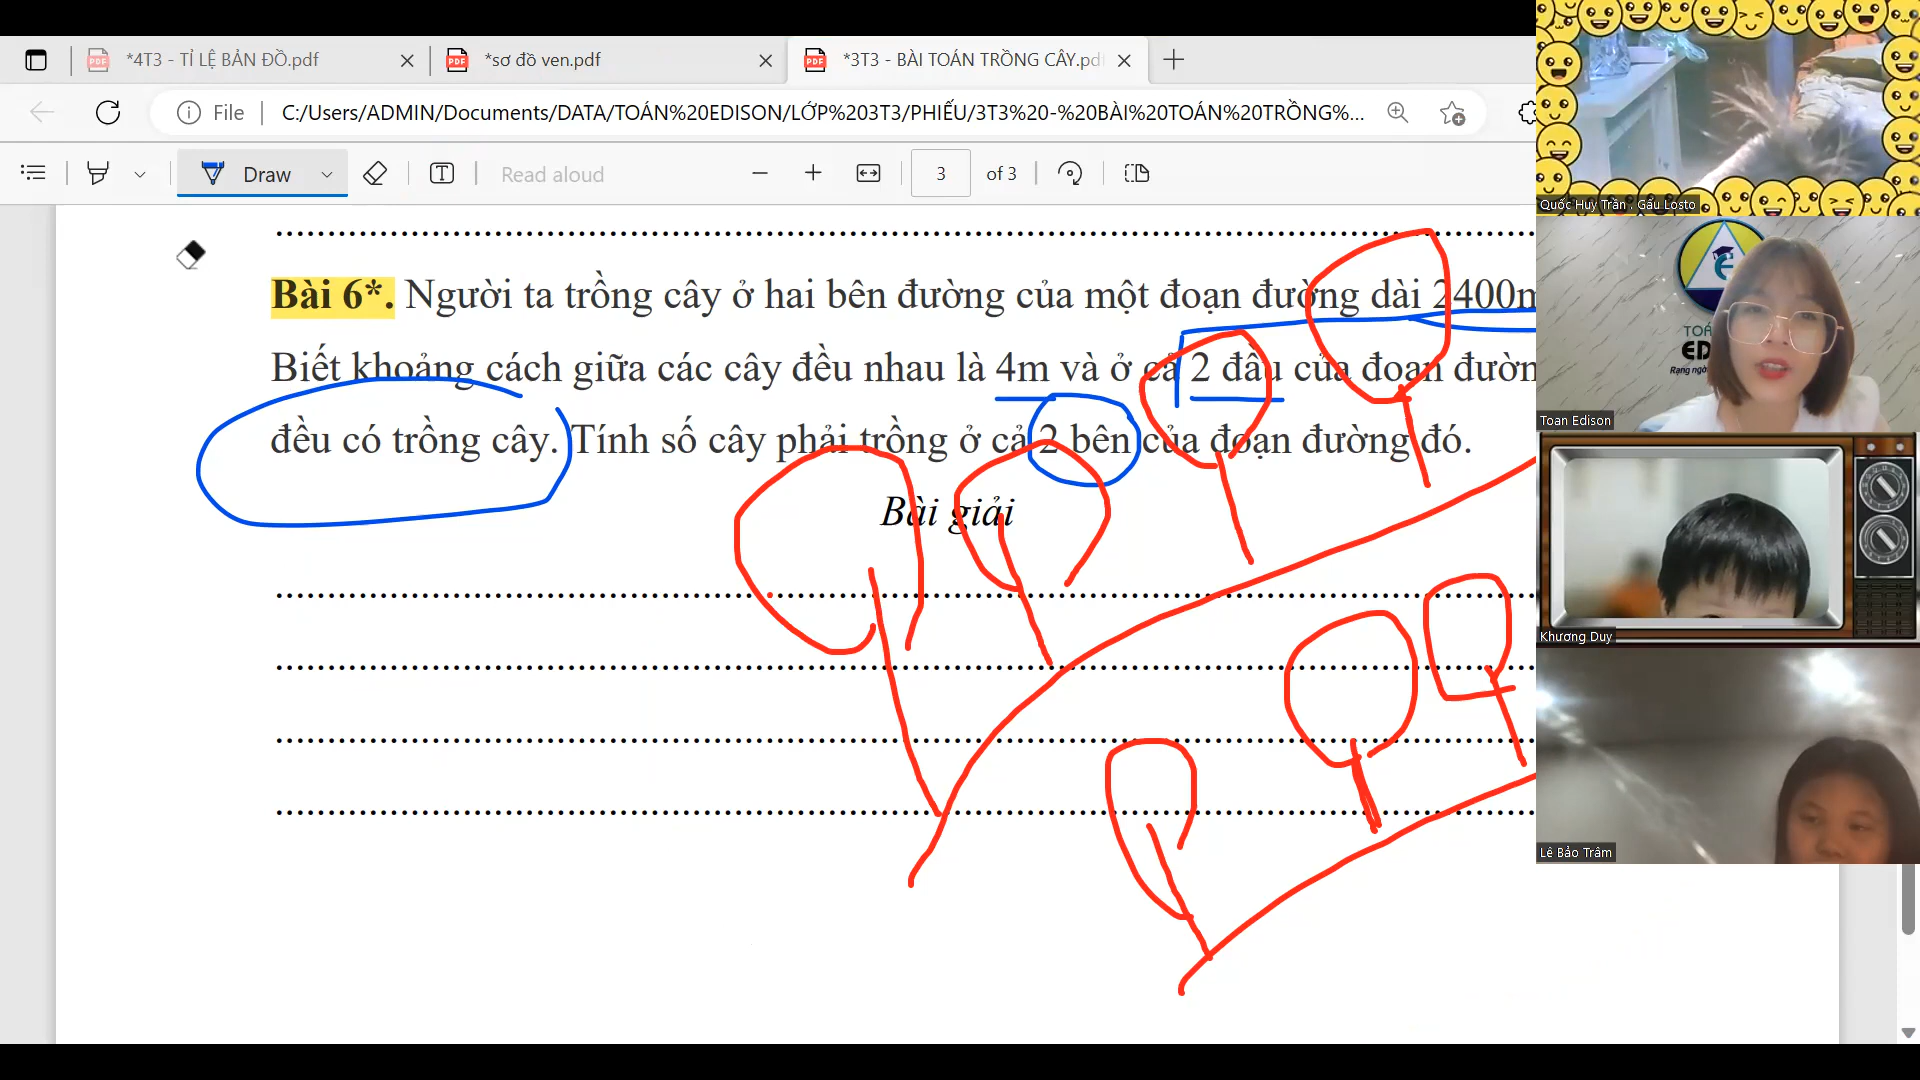 *4T3 - TỈ LỆ BẢN ĐỒ.pdf
*sơ đồ ven.pdf
*3T3 - BÀI TOÁN TRỒNG CÂY.pd
File
C:/Users/ADMIN/Documents/DATA/TOÁN%20EDISON/LỚP%203T3/PHIẾU/3T3%20-%20BÀI%20TOÁN%20TRỒNG%...
Draw
Read aloud
3 of 3
Bài 6*. Người ta trồng cây ở hai bên đường của một đoạn đường dài 2400m
Biết khoảng cách giữa các cây đều nhau là 4m và ở cả 2 đầu của đoạn đườn
đều có trồng cây. Tính số cây phải trồng ở cả 2 bên của đoạn đường đó.
Bài giải
Quốc Huy Trần . Gấu Losto
Toan Edison
Khương Duy
Lê Bảo Trâm